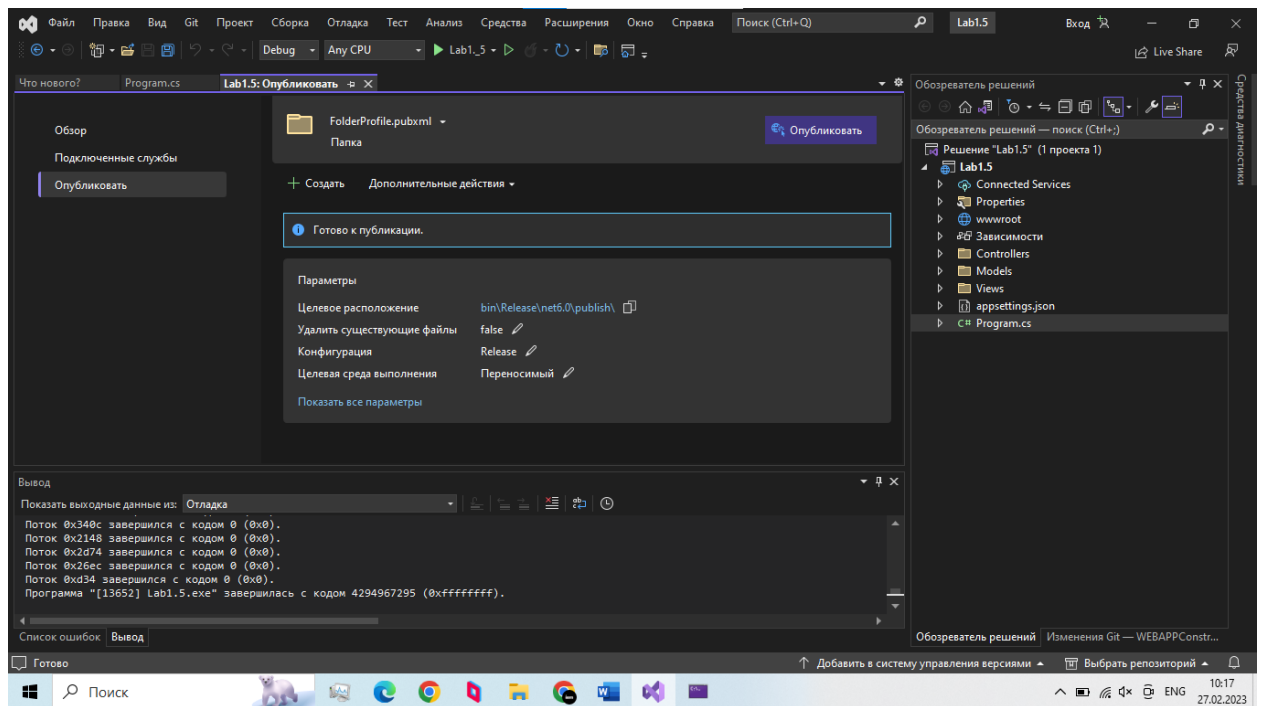 Файл Правка Вид Git Проект Сборка Отладка Тест Анализ Средства Расширения Окно Справка Поиск (Ctrl+Q) Lab1.5 Вход
Debug Any CPU Lab1._5 Live Share
Что нового? Program.cs Lab1.5: Опубликовать
Обзор
Подключенные службы
Опубликовать
FolderProfile.pubxml
Папка
Опубликовать
Создать Дополнительные действия
Готово к публикации.
Параметры
Целевое расположение bin\Release\net6.0\publish\
Удалить существующие файлы false
Конфигурация Release
Целевая среда выполнения Переносимый
Показать все параметры
Обозреватель решений
Обозреватель решений — поиск (Ctrl+;)
Решение "Lab1.5" (1 проекта 1)
Lab1.5
Connected Services
Properties
wwwroot
Зависимости
Controllers
Models
Views
appsettings.json
C# Program.cs
Средства диагностики
Вывод
Показать выходные данные из: Отладка
Поток 0x340c завершился с кодом 0 (0x0).
Поток 0x2148 завершился с кодом 0 (0x0).
Поток 0x2d74 завершился с кодом 0 (0x0).
Поток 0x26ec завершился с кодом 0 (0x0).
Поток 0xd34 завершился с кодом 0 (0x0).
Программа "[13652] Lab1.5.exe" завершилась с кодом 4294967295 (0xffffffff).
Список ошибок Вывод
Обозреватель решений Изменения Git — WEBAPPConstr...
Готово Добавить в систему управления версиями Выбрать репозиторий
Поиск
ENG
10:17
27.02.2023